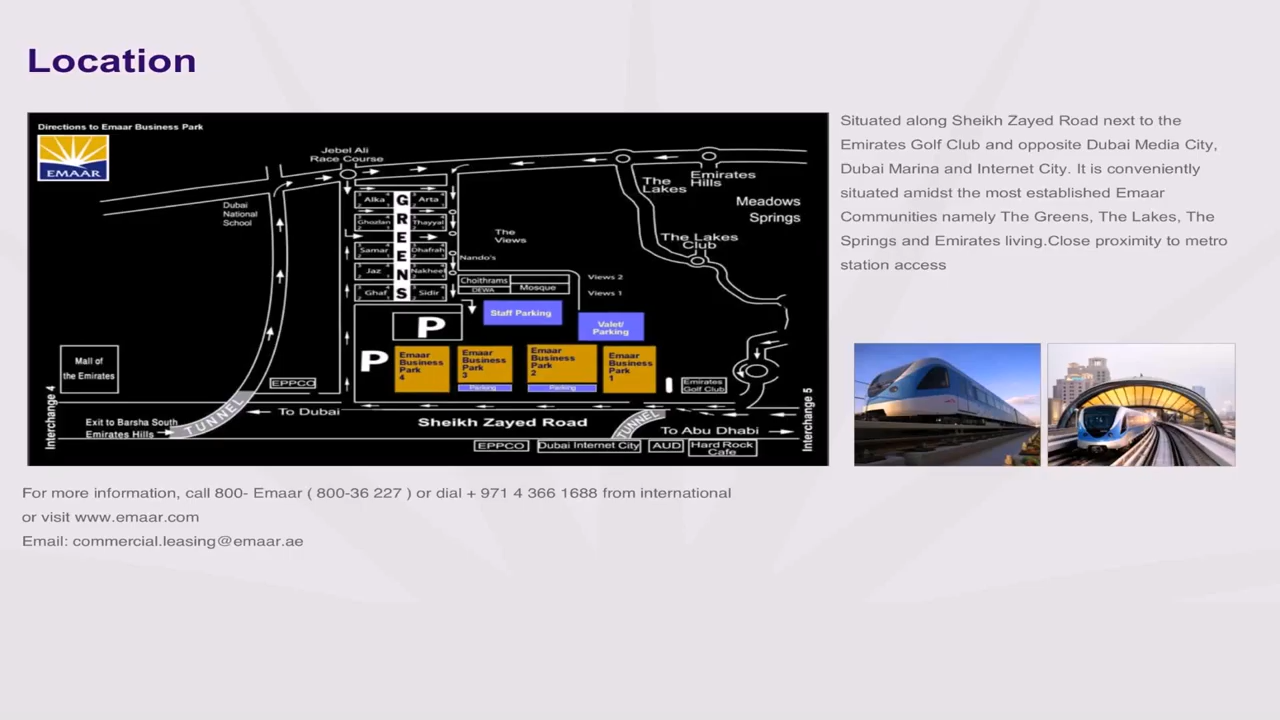 Location
Directions to Emaar Business Park
EMAAR
Jebel Ali
Race Course
Dubai
National
School
Alka
Arta
Ghozlan
Thayyal
Samar
Dhafrah
Jaz
Nakheel
Ghaf
Sidir
GREENS
The
Views
Nando's
Choithrams
DEWA
Mosque
Views 2
Views 1
The
Lakes
Emirates
Hills
Meadows
Springs
The Lakes
Club
Staff Parking
Valet/
Parking
P
P
Emaar
Business
Park
4
Emaar
Business
Park
3
Parking
Emaar
Business
Park
2
Parking
Emaar
Business
Park
1
Emirates
Golf Club
Mall of
the Emirates
EPPCO
Interchange 4
Interchange 5
Exit to Barsha South
Emirates Hills
TUNNEL
To Dubai
Sheikh Zayed Road
TUNNEL
To Abu Dhabi
EPPCO
Dubai Internet City
AUD
Hard Rock
Cafe
Situated along Sheikh Zayed Road next to the
Emirates Golf Club and opposite Dubai Media City,
Dubai Marina and Internet City. It is conveniently
situated amidst the most established Emaar
Communities namely The Greens, The Lakes, The
Springs and Emirates living.Close proximity to metro
station access
For more information, call 800- Emaar ( 800-36 227 ) or dial + 971 4 366 1688 from international
or visit www.emaar.com
Email: commercial.leasing@emaar.ae